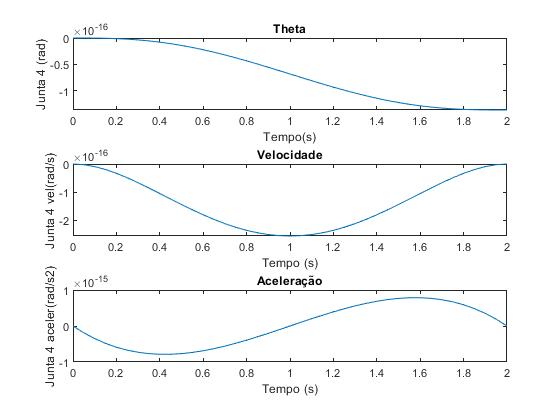 Theta
×10-16
0
-0.5
-1
Junta 4 (rad)
0 0.2 0.4 0.6 0.8 1 1.2 1.4 1.6 1.8 2
Tempo(s)
Velocidade
×10-16
0
-1
-2
Junta 4 vel(rad/s)
0 0.2 0.4 0.6 0.8 1 1.2 1.4 1.6 1.8 2
Tempo (s)
Aceleração
×10-15
1
0
-1
Junta 4 aceler(rad/s2)
0 0.2 0.4 0.6 0.8 1 1.2 1.4 1.6 1.8 2
Tempo (s)